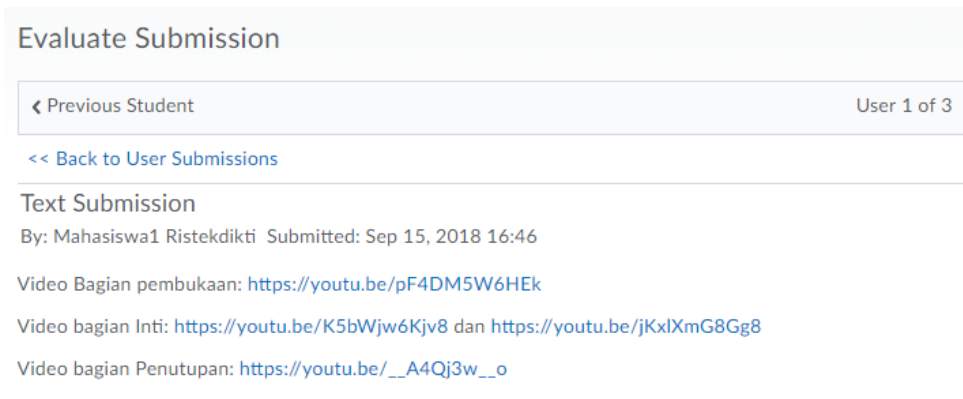 Evaluate Submission
Previous Student User 1 of 3
<< Back to User Submissions
Text Submission
By: Mahasiswa1 Ristekdikti Submitted: Sep 15, 2018 16:46
Video Bagian pembukaan: https://youtu.be/pF4DM5W6HEk
Video bagian Inti: https://youtu.be/K5bWjw6Kjv8 dan https://youtu.be/jKxlXmG8Gg8
Video bagian Penutupan: https://youtu.be/__A4Qj3w__o